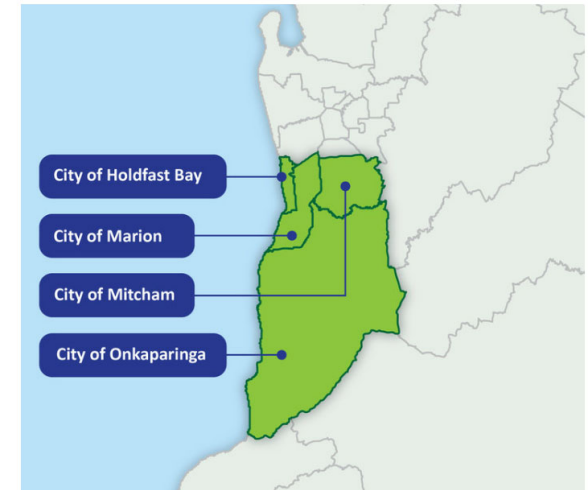 City of Holdfast Bay
City of Marion
City of Mitcham
City of Onkaparinga